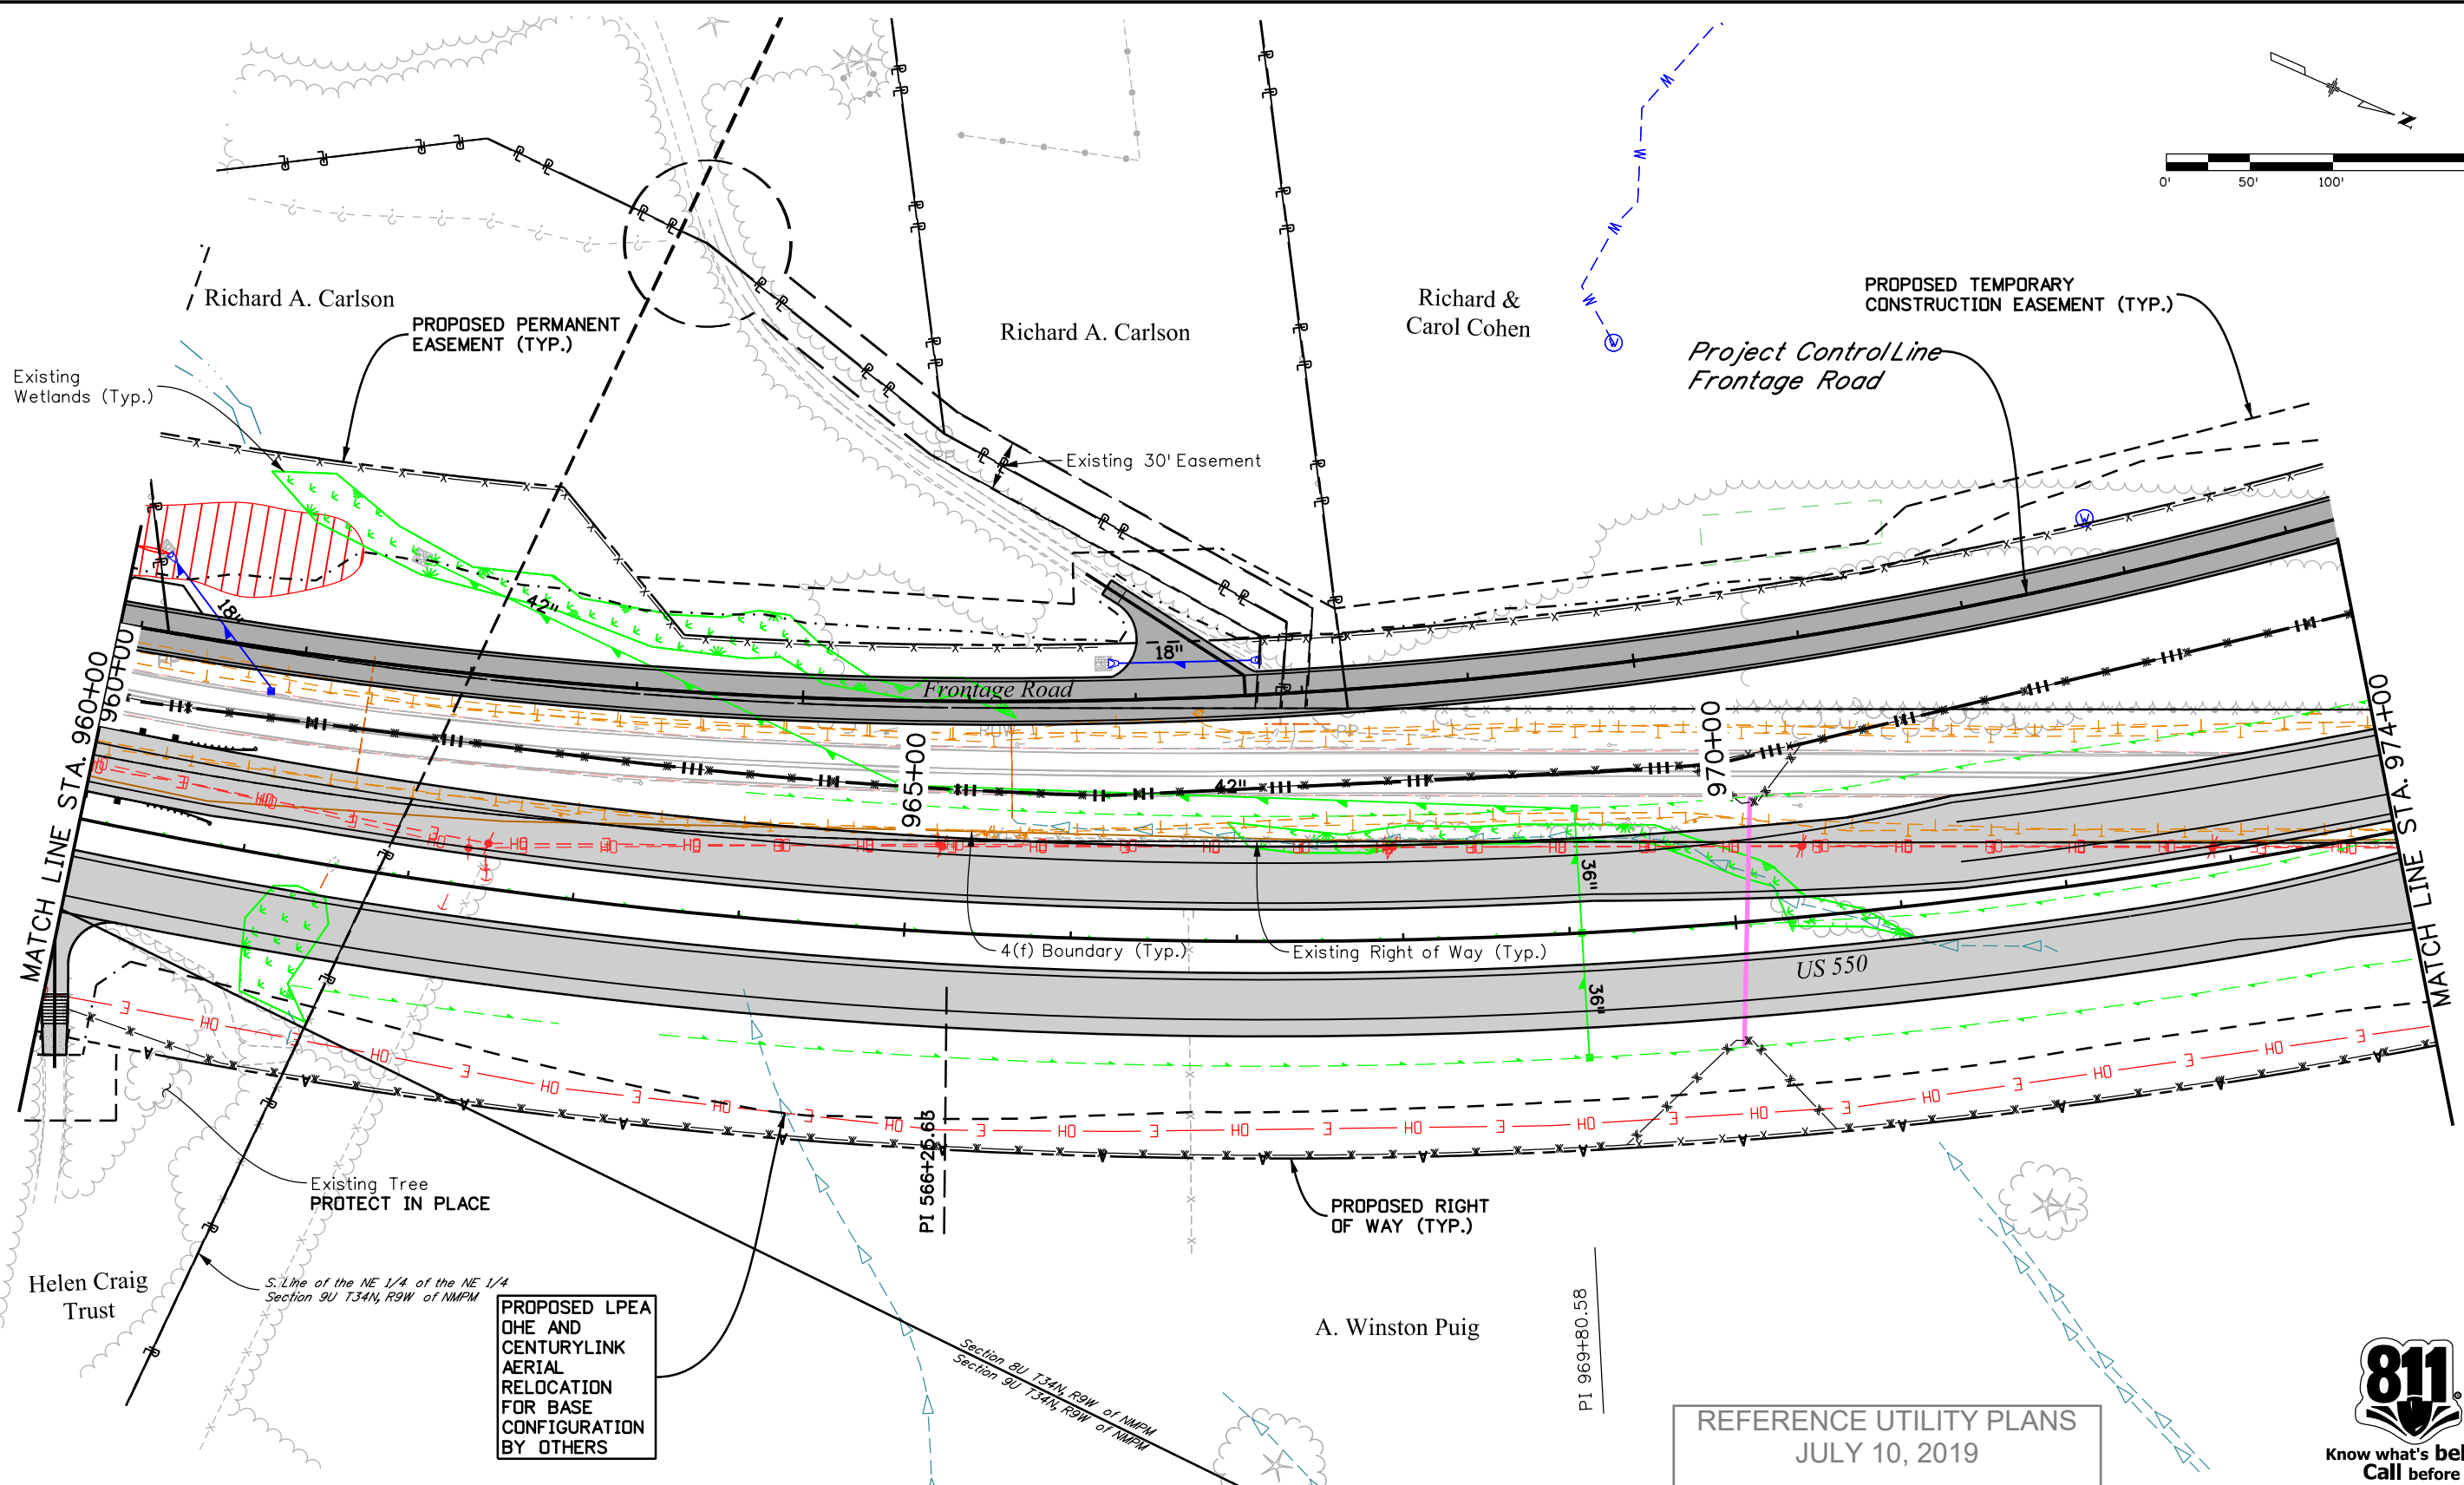 N
0'
50'
100'
Richard A. Carlson
PROPOSED PERMANENT
EASEMENT (TYP.)
Existing
Wetlands (Typ.)
Richard A. Carlson
Richard &
Carol Cohen
PROPOSED TEMPORARY
CONSTRUCTION EASEMENT (TYP.)
Project Control Line
Frontage Road
Existing 30' Easement
W
W
W
W
W
W
18"
42"
18"
Frontage Road
MATCH LINE STA. 960+00
960+00
965+00
970+00
MATCH LINE STA. 974+00
ROW
PP
PP
42"
36"
36"
4(f) Boundary (Typ.)
Existing Right of Way (Typ.)
US 550
PI 566+26.63
PI 969+80.58
Existing Tree
PROTECT IN PLACE
PROPOSED RIGHT
OF WAY (TYP.)
Helen Craig
Trust
S. Line of the NE 1/4 of the NE 1/4
Section 9U T34N, R9W of NMPM
PROPOSED LPEA
OHE AND
CENTURYLINK
AERIAL
RELOCATION
FOR BASE
CONFIGURATION
BY OTHERS
Section 8U T34N, R9W of NMPM
Section 9U T34N, R9W of NMPM
A. Winston Puig
REFERENCE UTILITY PLANS
JULY 10, 2019
811
Know what's bel
Call before